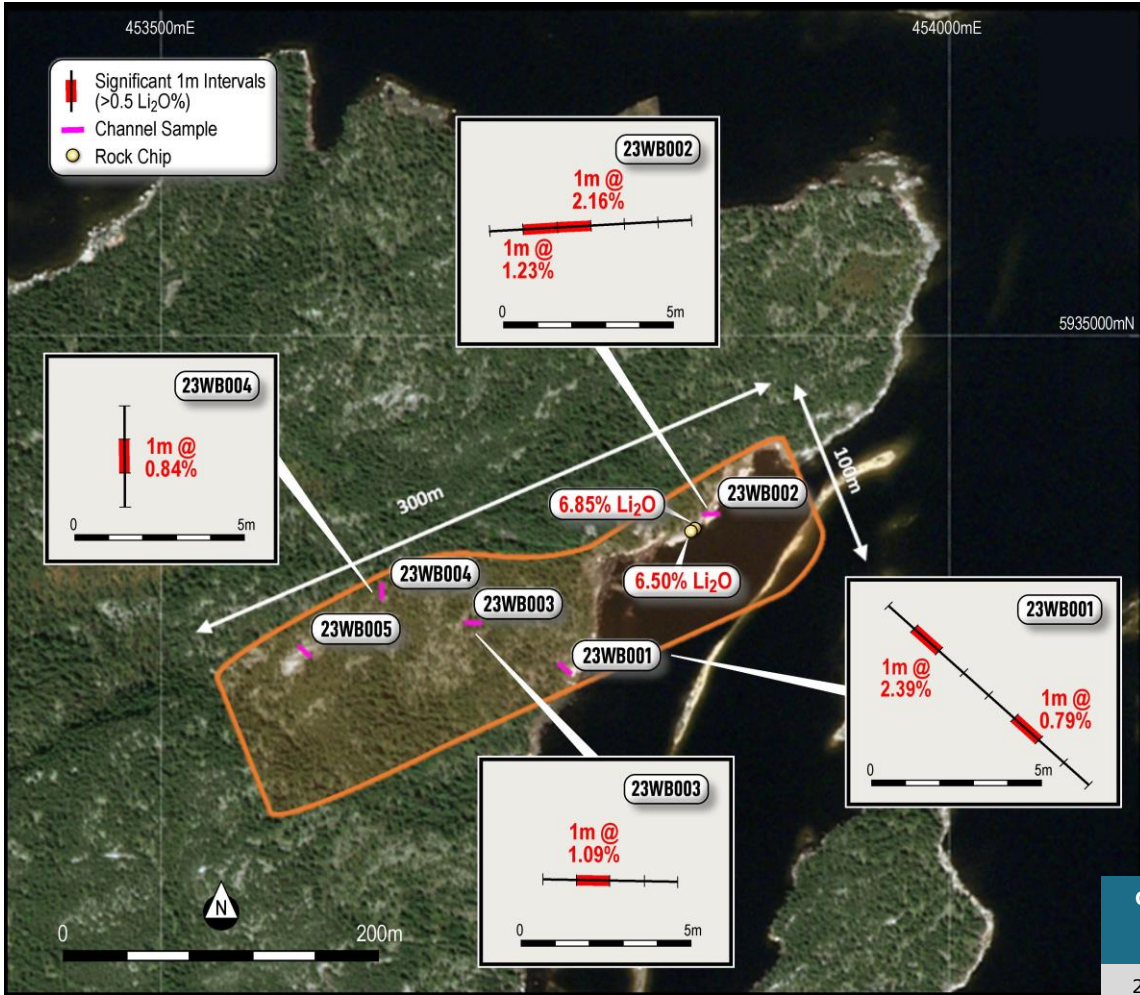 453500mE
454000mE
Significant 1m Intervals
(>0.5 Li₂O%)
Channel Sample
Rock Chip
23WB002
1m @
2.16%
1m @
1.23%
0
5m
5935000mN
23WB004
1m @
0.84%
0
5m
300m
100m
6.85% Li₂O
23WB002
6.50% Li₂O
23WB004
23WB003
23WB005
23WB001
23WB001
1m @
2.39%
1m @
0.79%
0
5m
23WB003
1m @
1.09%
0
5m
N
0
200m
2